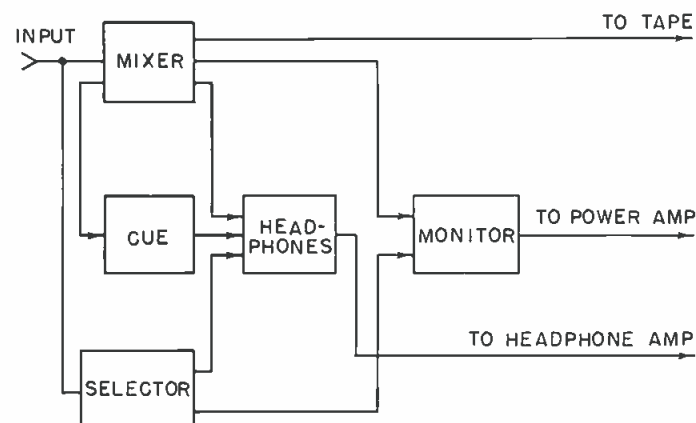 TO TAPE
INPUT
MIXER
CUE
HEAD-
PHONES
MONITOR
TO POWER AMP
TO HEADPHONE AMP
SELECTOR